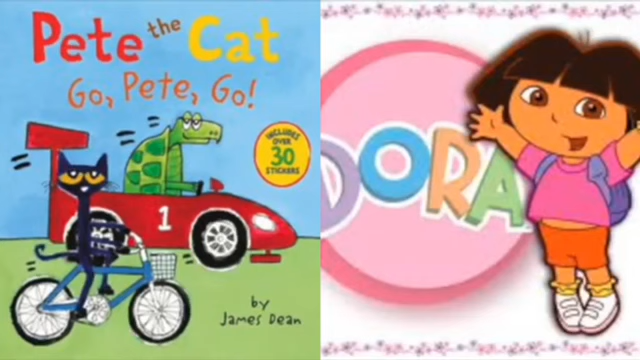 Pete the Cat
Go, Pete, Go!
INCLUDES
OVER
30
STICKERS
1
by
James Dean
DORA